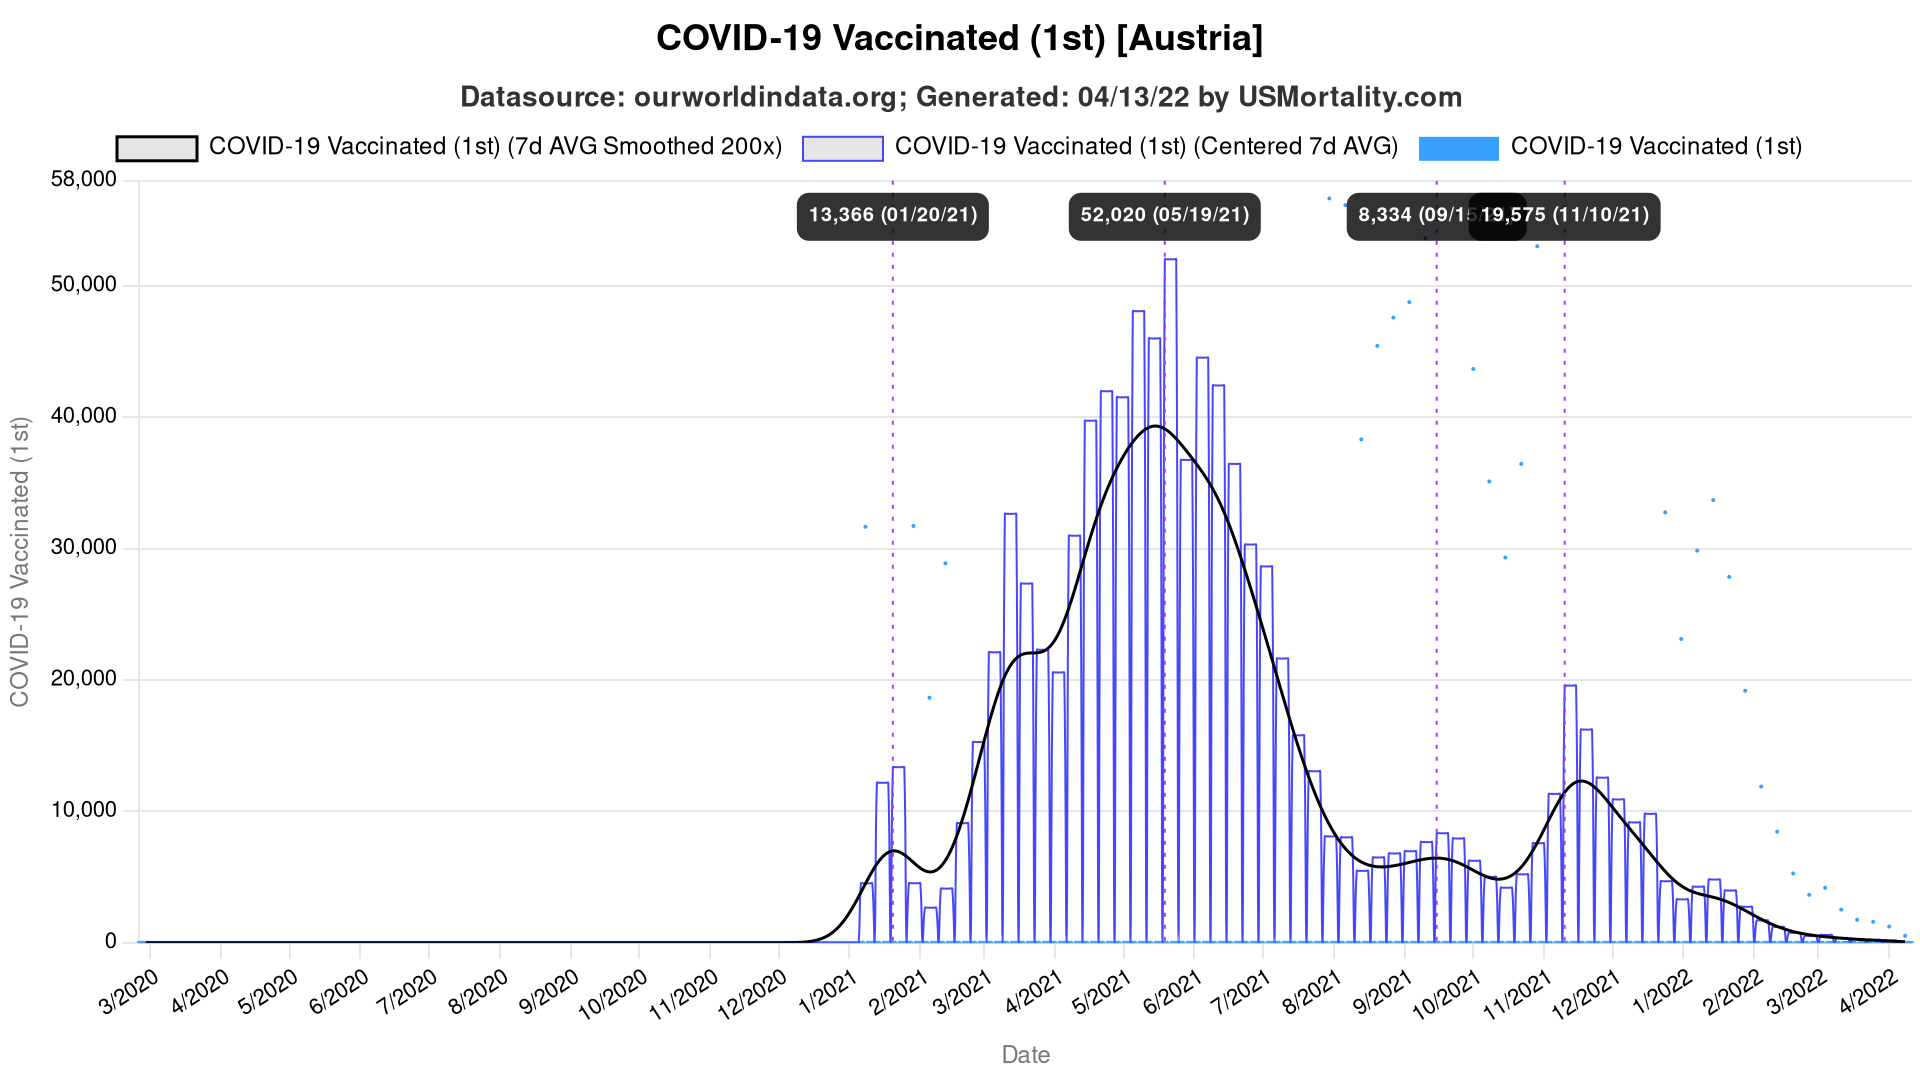 COVID-19 Vaccinated (1st) [Austria]
Datasource: ourworldindata.org; Generated: 04/13/22 by USMortality.com
COVID-19 Vaccinated (1st) (7d AVG Smoothed 200x) COVID-19 Vaccinated (1st) (Centered 7d AVG) COVID-19 Vaccinated (1st)
58,000
13,366 (01/20/21) 52,020 (05/19/21) 8,334 (09/15 19,575 (11/10/21)
50,000
40,000
30,000
20,000
10,000
0
COVID-19 Vaccinated (1st)
3/2020 4/2020 5/2020 6/2020 7/2020 8/2020 9/2020 10/2020 11/2020 12/2020 1/2021 2/2021 3/2021 4/2021 5/2021 6/2021 7/2021 8/2021 9/2021 10/2021 11/2021 12/2021 1/2022 2/2022 3/2022 4/2022
Date